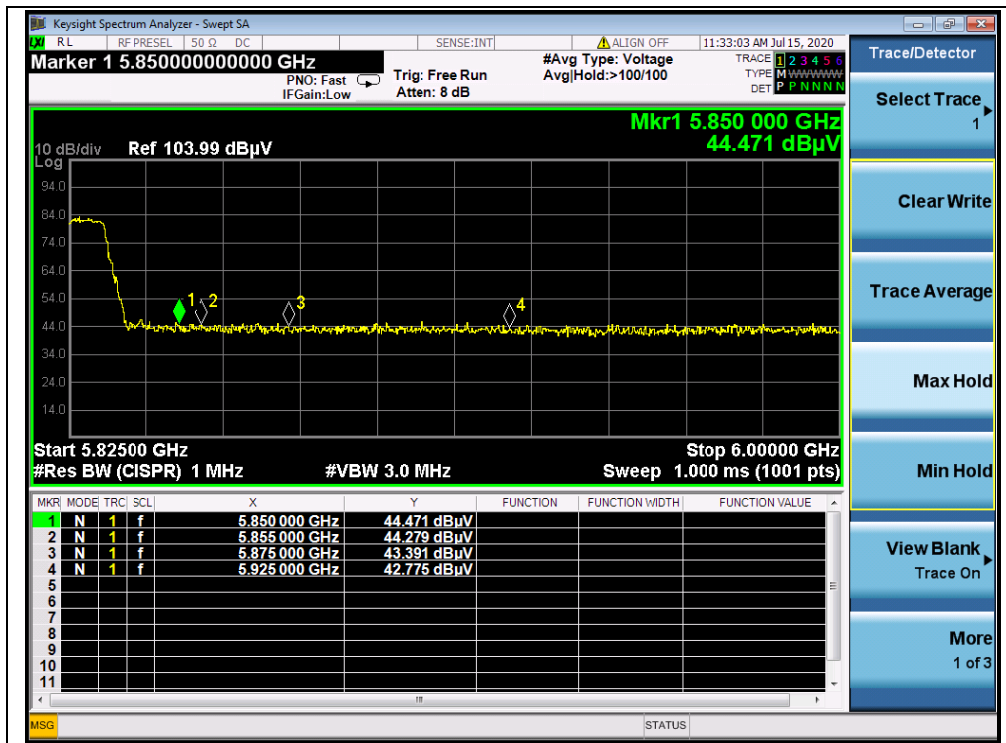 Keysight Spectrum Analyzer - Swept SA
LXI RL RF PRESEL 50 Ω DC SENSE:INT ALIGN OFF 11:33:03 AM Jul 15, 2020
Marker 1 5.850000000000 GHz
PNO: Fast
IFGain:Low
Trig: Free Run
Atten: 8 dB
#Avg Type: Voltage
Avg|Hold:>100/100
TRACE 1 2 3 4 5 6
TYPE M WWWWW
DET P P N N N N
Mkr1 5.850 000 GHz
44.471 dBµV
10 dB/div Ref 103.99 dBµV
Log
94.0
84.0
74.0
64.0
54.0
44.0
34.0
24.0
14.0
1 2 3 4
Start 5.82500 GHz Stop 6.00000 GHz
#Res BW (CISPR) 1 MHz #VBW 3.0 MHz Sweep 1.000 ms (1001 pts)
MKR MODE TRC SCL X Y FUNCTION FUNCTION WIDTH FUNCTION VALUE
1 N 1 f 5.850 000 GHz 44.471 dBµV
2 N 1 f 5.855 000 GHz 44.279 dBµV
3 N 1 f 5.875 000 GHz 43.391 dBµV
4 N 1 f 5.925 000 GHz 42.775 dBµV
5
6
7
8
9
10
11
MSG STATUS
Trace/Detector
Select Trace
1
Clear Write
Trace Average
Max Hold
Min Hold
View Blank
Trace On
More
1 of 3